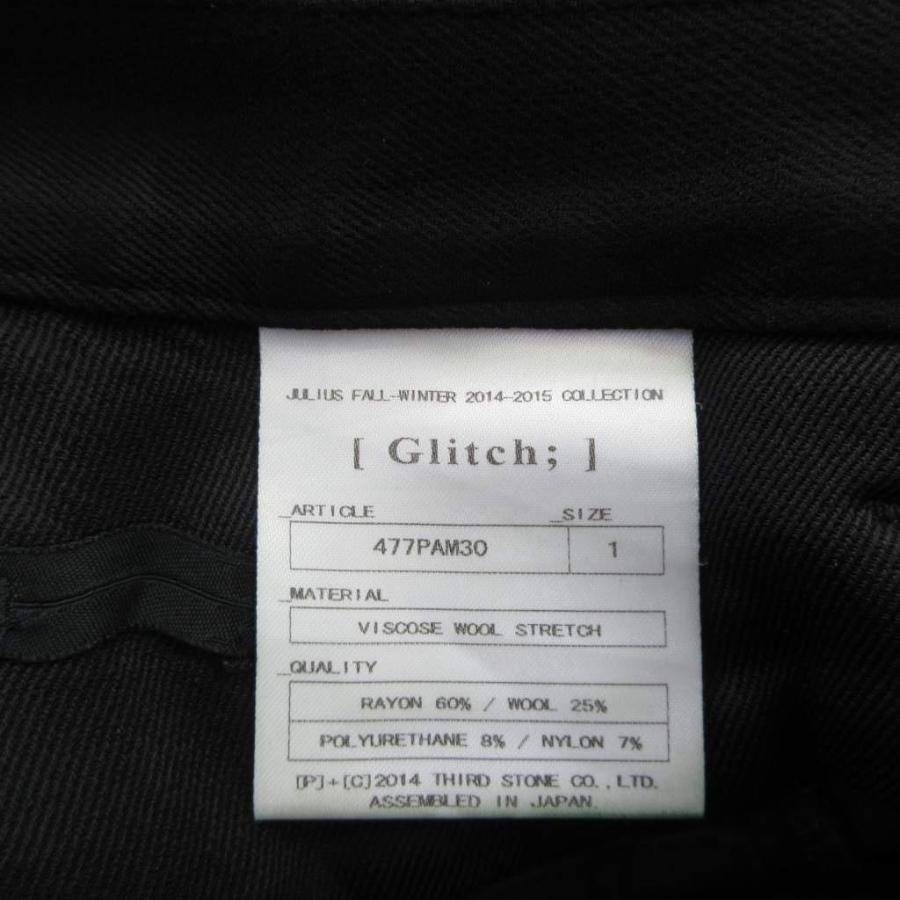 JULIUS FALL-WINTER 2014-2015 COLLECTION
[ Glitch; ]
_ARTICLE _SIZE
477PAM30 1
_MATERIAL
VISCOSE WOOL STRETCH
_QUALITY
RAYON 60% / WOOL 25%
POLYURETHANE 8% / NYLON 7%
[P]+[C]2014 THIRD STONE CO.,LTD.
ASSEMBLED IN JAPAN.